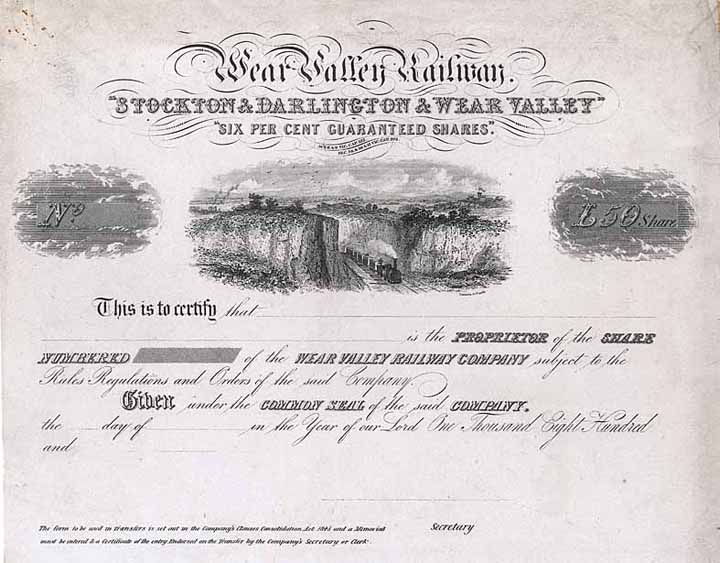 Wear Valley Railway.
"STOCKTON & DARLINGTON & WEAR VALLEY"
"SIX PER CENT GUARANTEED SHARES".
No.
£ 50 Share
This is to certify that
is the PROPRIETOR of the SHARE
NUMBERED of the WEAR VALLEY RAILWAY COMPANY subject to the
Rules Regulations and Orders of the said Company.
Given under the COMMON SEAL of the said COMPANY.
the day of in the Year of our Lord One Thousand Eight Hundred
and
Secretary
The form to be used in transfers is set out in the Company's Clauses Consolidation Act 1845 and a Memorial
must be entered & a Certificate of the entry Endorsed on the Transfer by the Company's Secretary or Clerk.